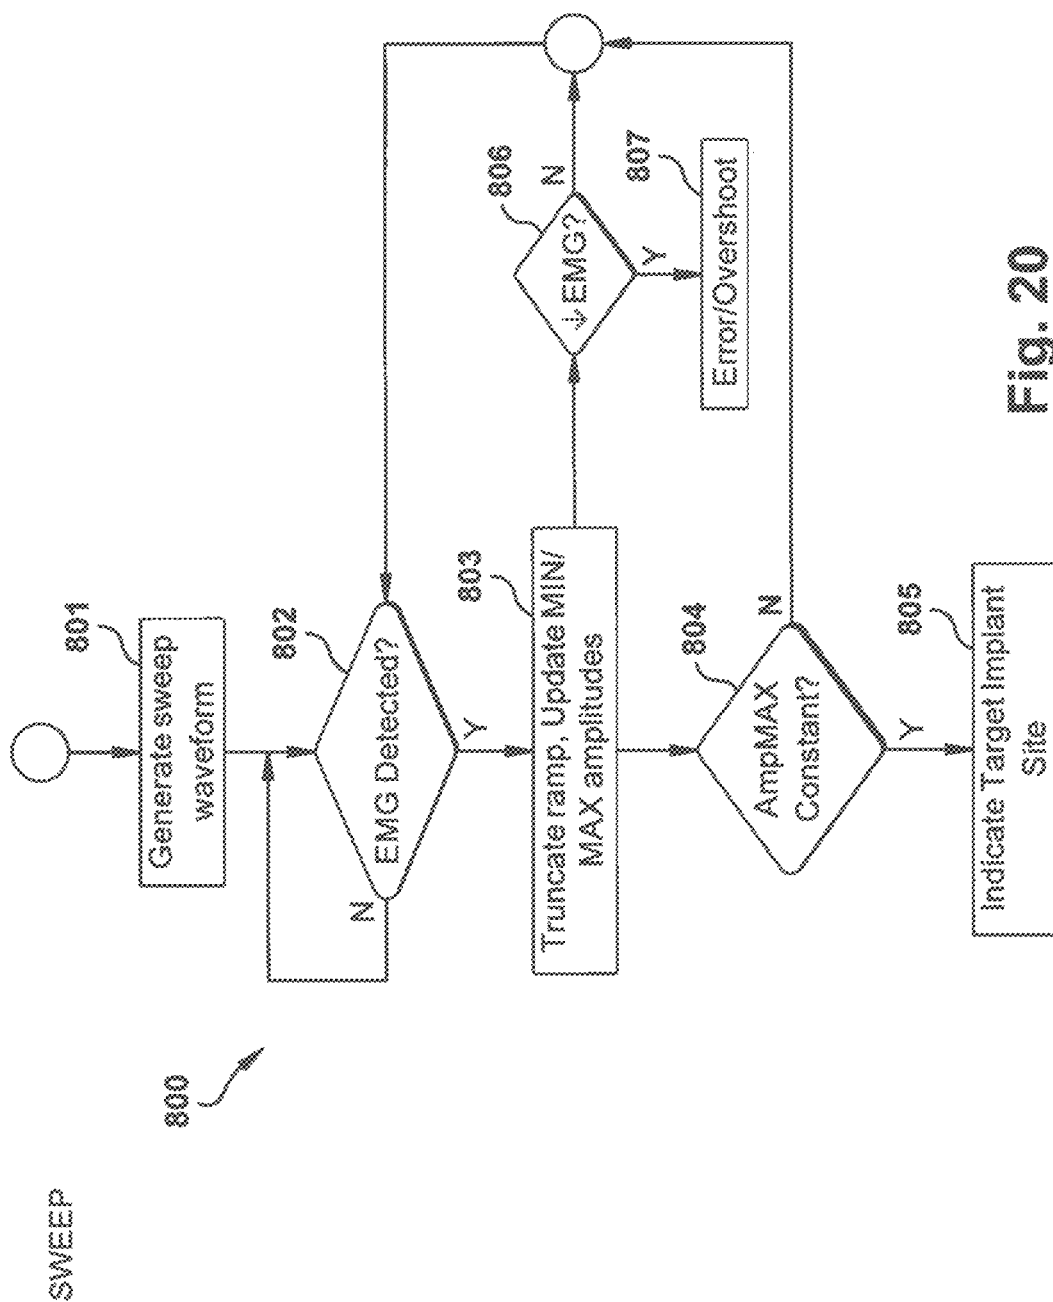 SWEEP
800
801
Generate sweep
waveform
802
EMG Detected?
N
Y
803
Truncate ramp, Update MIN/
MAX amplitudes
804
AmpMAX
Constant?
N
Y
805
Indicate Target Implant
Site
806
↓EMG?
N
Y
807
Error/Overshoot
Fig. 20